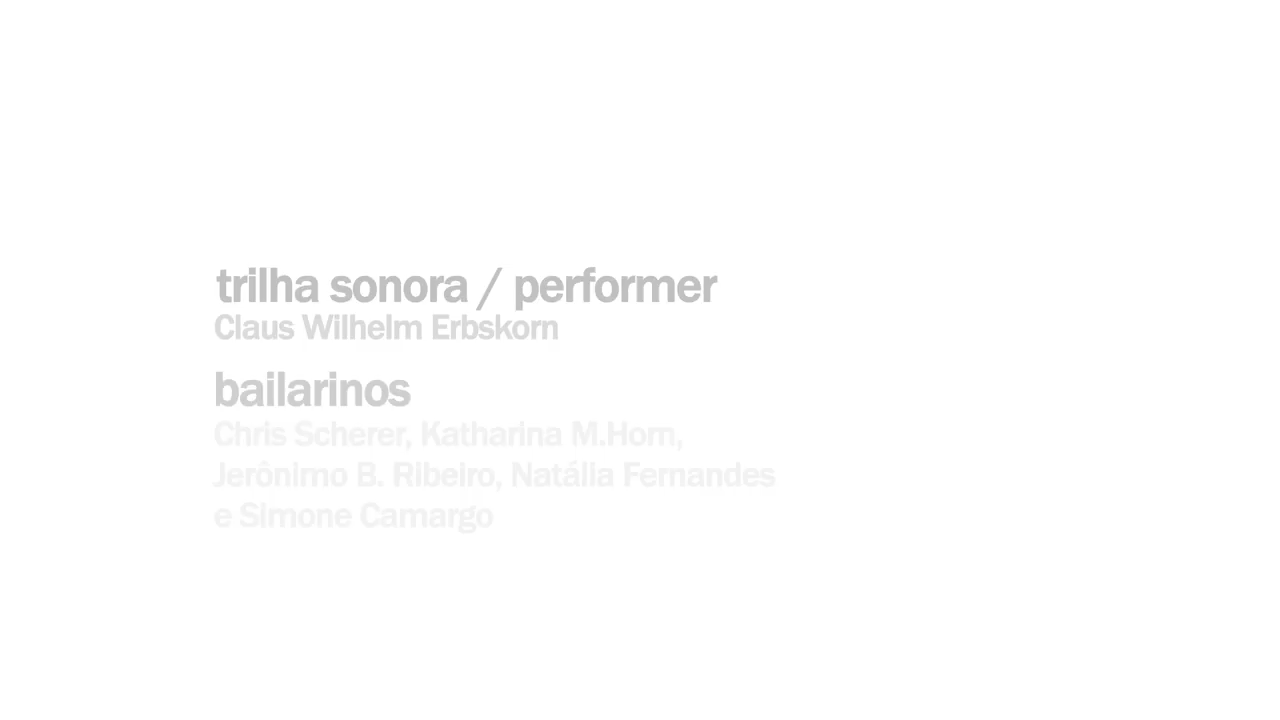 trilha sonora / performer
Claus Wilhelm Erbskorn
bailarinos
Chris Scherer, Katharina M.Horn,
Jerônimo B. Ribeiro, Natália Fernandes
e Simone Camargo